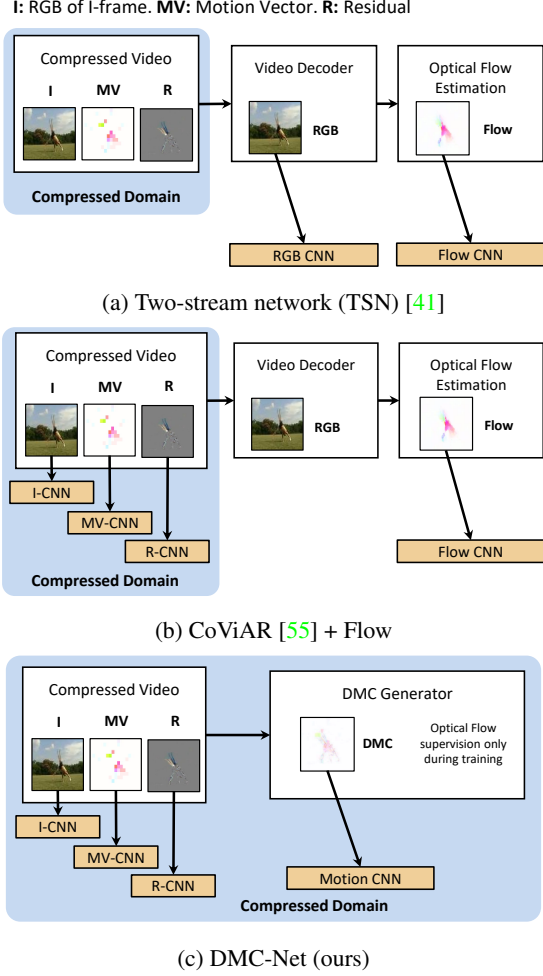 I: RGB of I-frame. MV: Motion Vector. R: Residual
Compressed Video
I MV R
Compressed Domain
Video Decoder
RGB
Optical Flow
Estimation
Flow
RGB CNN
Flow CNN
(a) Two-stream network (TSN) [41]
Compressed Video
I MV R
I-CNN
MV-CNN
R-CNN
Compressed Domain
Video Decoder
RGB
Optical Flow
Estimation
Flow
Flow CNN
(b) CoViAR [55] + Flow
Compressed Video
I MV R
I-CNN
MV-CNN
R-CNN
DMC Generator
DMC
Optical Flow
supervision only
during training
Motion CNN
Compressed Domain
(c) DMC-Net (ours)